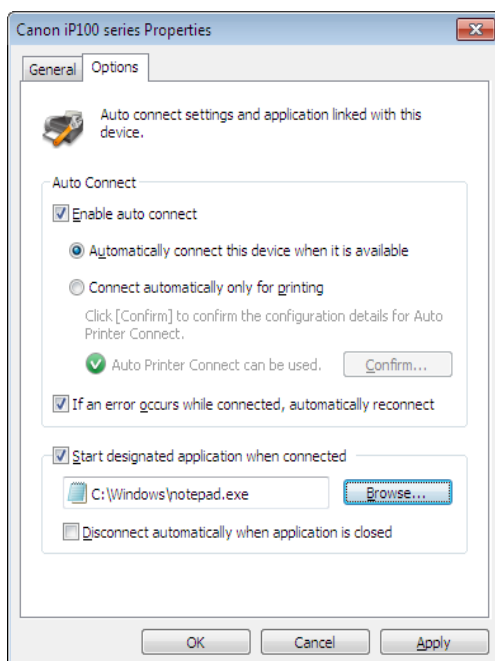 Canon iP100 series Properties
General
Options
Auto connect settings and application linked with this
device.
Auto Connect
Enable auto connect
Automatically connect this device when it is available
Connect automatically only for printing
Click [Confirm] to confirm the configuration details for Auto
Printer Connect.
Auto Printer Connect can be used.
Confirm...
If an error occurs while connected, automatically reconnect
Start designated application when connected
C:\Windows\notepad.exe
Browse...
Disconnect automatically when application is closed
OK
Cancel
Apply